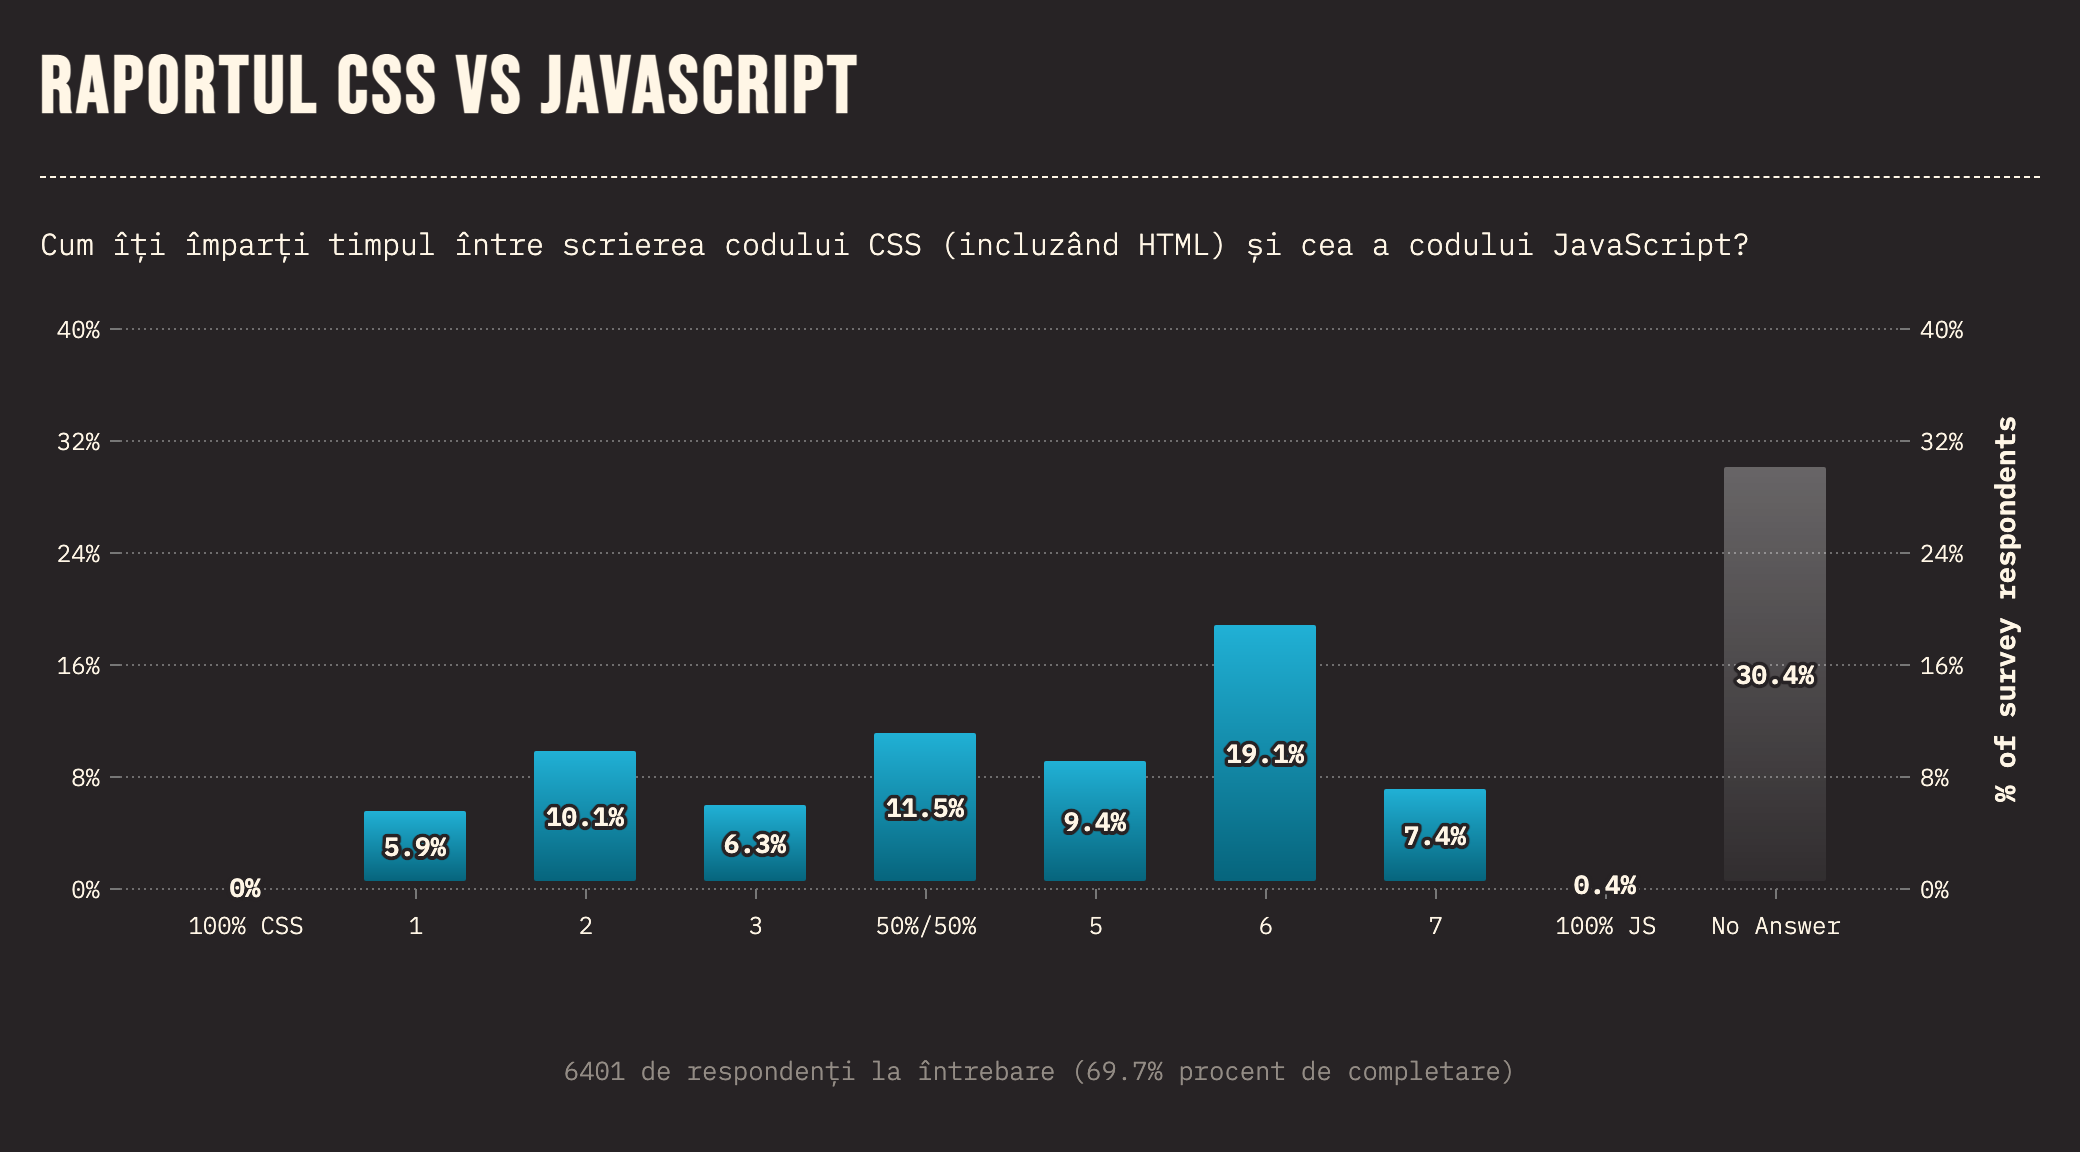 RAPORTUL CSS VS JAVASCRIPT
Cum îți împarți timpul între scrierea codului CSS (incluzând HTML) și cea a codului JavaScript?
40% 40%
32% 32%
24% 24%
16% 16%
8% 8%
0% 0%
0% 5.9% 10.1% 6.3% 11.5% 9.4% 19.1% 7.4% 0.4% 30.4%
100% CSS 1 2 3 50%/50% 5 6 7 100% JS No Answer
% of survey respondents
6401 de respondenți la întrebare (69.7% procent de completare)